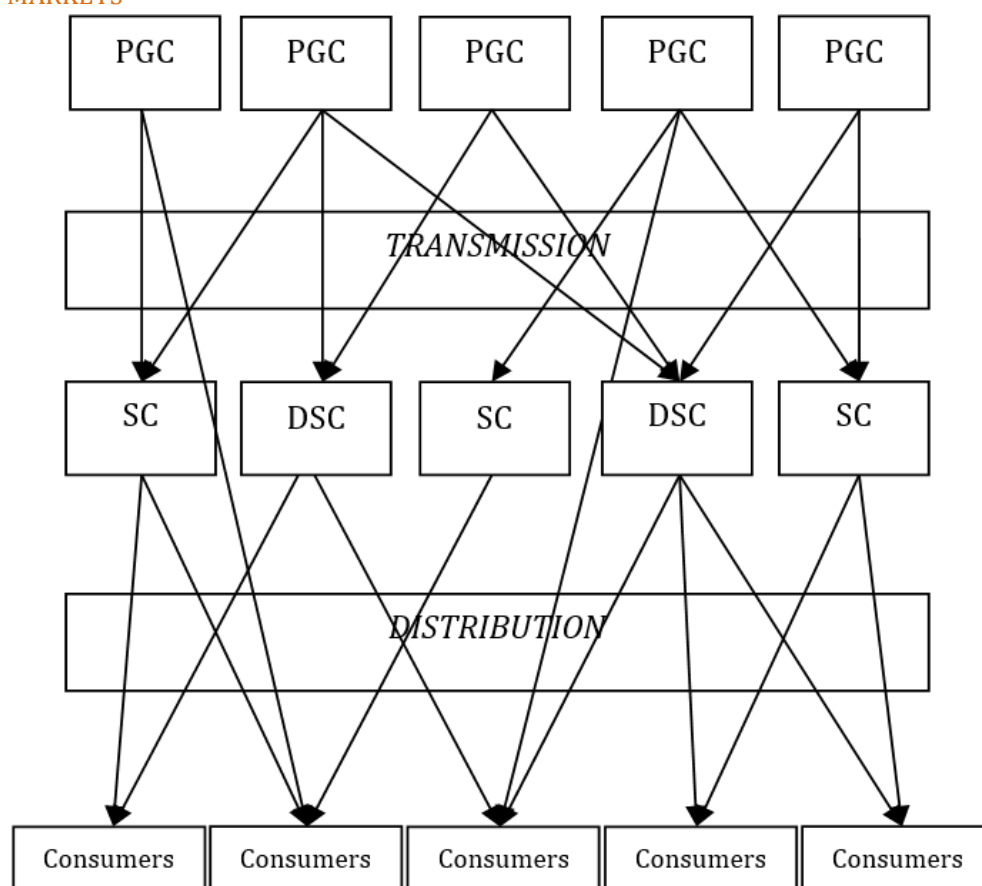 MARKETS
PGC PGC PGC PGC PGC
TRANSMISSION
SC DSC SC DSC SC
DISTRIBUTION
Consumers Consumers Consumers Consumers Consumers